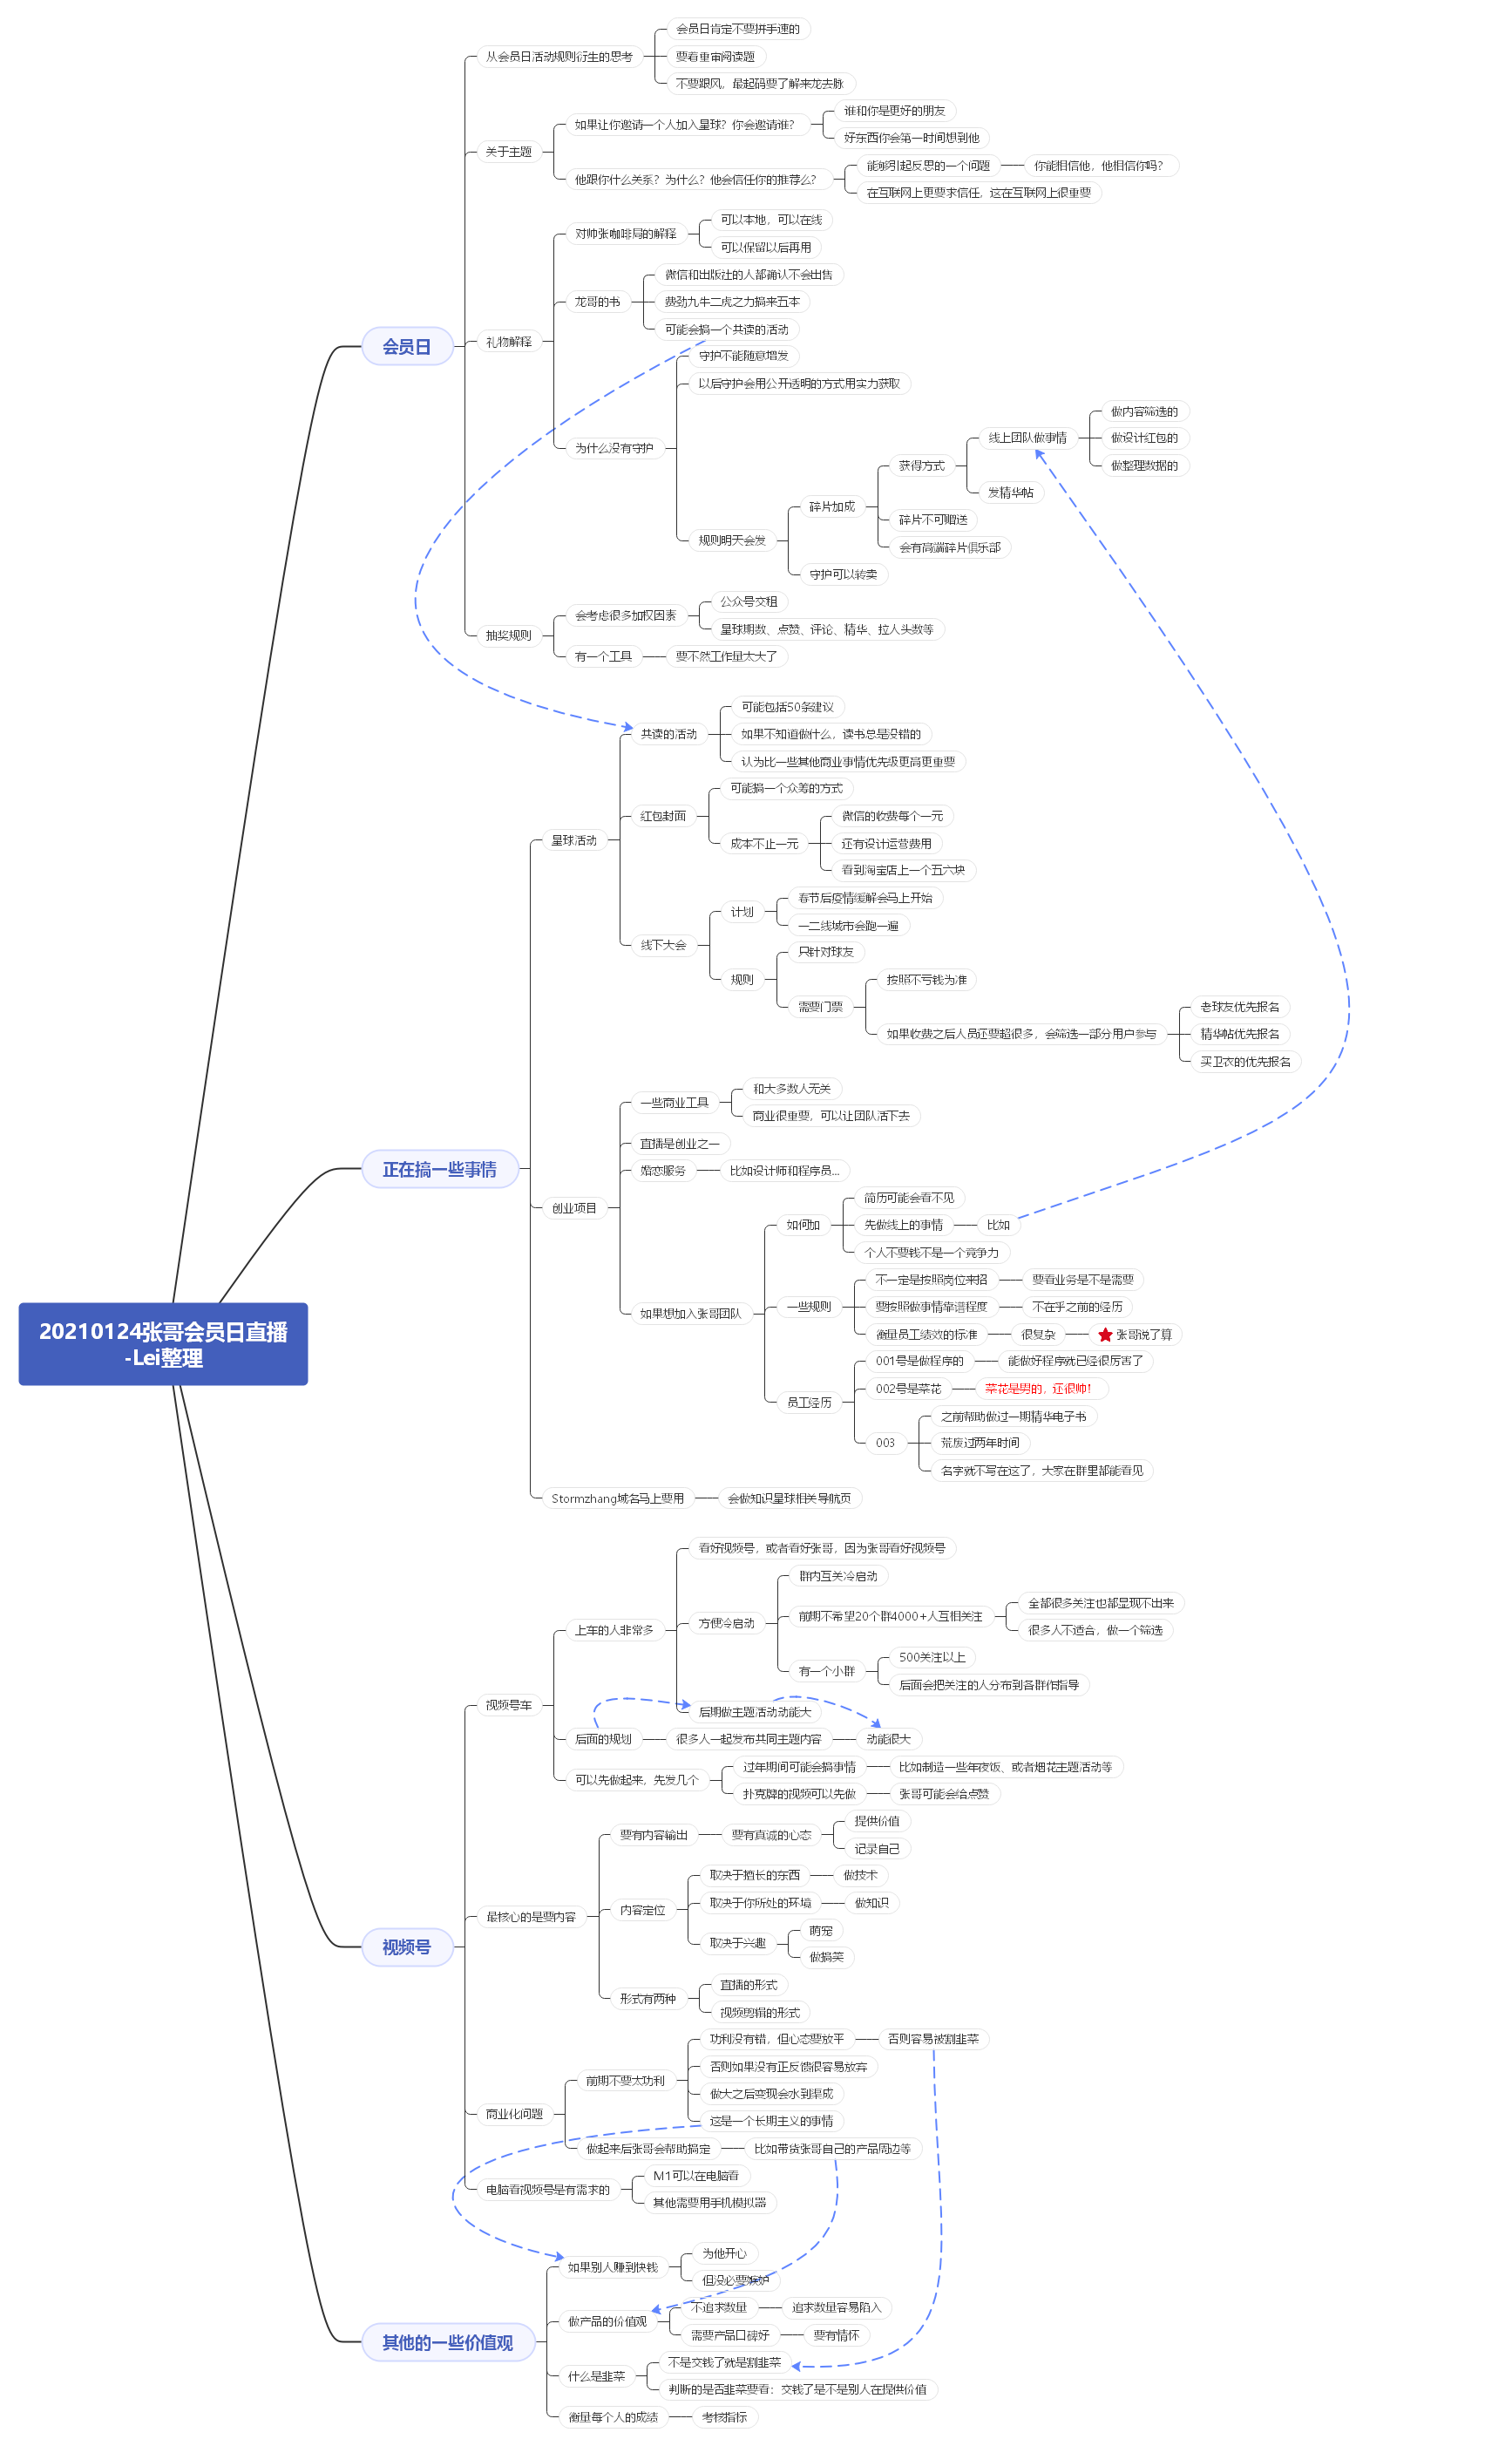 20210124张哥会员日直播
-Lei整理
会员日
从会员日活动规则衍生的思考
会员日肯定不要拼手速的
要着重审阅读题
不要跟风，最起码要了解来龙去脉
关于主题
如果让你邀请一个人加入星球？你会邀请谁？
谁和你是更好的朋友
好东西你会第一时间想到他
他跟你什么关系？为什么？他会信任你的推荐么？
能够引起反思的一个问题
你能相信他，他相信你吗？
在互联网上更要求信任，这在互联网上很重要
礼物解释
对帅张咖啡局的解释
可以本地，可以在线
可以保留以后再用
龙哥的书
微信和出版社的人都确认不会出售
费劲九牛二虎之力搞来五本
可能会搞一个共读的活动
为什么没有守护
守护不能随意增发
以后守护会用公开透明的方式用实力获取
规则明天会发
碎片加成
获得方式
线上团队做事情
做内容筛选的
做设计红包的
做整理数据的
发精华帖
碎片不可赠送
会有高端碎片俱乐部
守护可以转卖
抽奖规则
会考虑很多加权因素
公众号交租
星球期数、点赞、评论、精华、拉人头数等
有一个工具
要不然工作量太大了
正在搞一些事情
星球活动
共读的活动
可能包括50条建议
如果不知道做什么，读书总是没错的
认为比一些其他商业事情优先级更高更重要
红包封面
可能搞一个众筹的方式
成本不止一元
微信的收费每个一元
还有设计运营费用
看到淘宝店上一个五六块
线下大会
计划
春节后疫情缓解会马上开始
一二线城市会跑一遍
规则
只针对球友
需要门票
按照不亏钱为准
如果收费之后人员还要超很多，会筛选一部分用户参与
老球友优先报名
精华帖优先报名
买卫衣的优先报名
创业项目
一些商业工具
和大多数人无关
商业很重要，可以让团队活下去
直播是创业之一
婚恋服务
比如设计师和程序员...
如果想加入张哥团队
如何加
简历可能会看不见
先做线上的事情
比如
个人不要钱不是一个竞争力
一些规则
不一定是按照岗位来招
要看业务是不是需要
要按照做事情靠谱程度
不在乎之前的经历
衡量员工绩效的标准
很复杂
张哥说了算
员工经历
001号是做程序的
能做好程序就已经很厉害了
002号是菜花
菜花是男的，还很帅！
003
之前帮助做过一期精华电子书
荒废过两年时间
名字就不写在这了，大家在群里都能看见
Stormzhang域名马上要用
会做知识星球相关导航页
视频号
视频号车
上车的人非常多
看好视频号，或者看好张哥，因为张哥看好视频号
方便冷启动
群内互关冷启动
前期不希望20个群4000+人互相关注
全都很多关注也都显现不出来
很多人不适合，做一个筛选
有一个小群
500关注以上
后面会把关注的人分布到各群作指导
后期做主题活动动能大
后面的规划
很多人一起发布共同主题内容
动能很大
可以先做起来，先发几个
过年期间可能会搞事情
比如制造一些年夜饭、或者烟花主题活动等
扑克牌的视频可以先做
张哥可能会给点赞
最核心的是要内容
要有内容输出
要有真诚的心态
提供价值
记录自己
内容定位
取决于擅长的东西
做技术
取决于你所处的环境
做知识
取决于兴趣
萌宠
做搞笑
形式有两种
直播的形式
视频剪辑的形式
商业化问题
前期不要太功利
功利没有错，但心态要放平
否则容易被割韭菜
否则如果没有正反馈很容易放弃
做大之后变现会水到渠成
这是一个长期主义的事情
做起来后张哥会帮助搞定
比如带货张哥自己的产品周边等
电脑看视频号是有需求的
M1可以在电脑看
其他需要用手机模拟器
其他的一些价值观
如果别人赚到快钱
为他开心
但没必要嫉妒
做产品的价值观
不追求数量
追求数量容易陷入
需要产品口碑好
要有情怀
什么是韭菜
不是交钱了就是割韭菜
判断的是否韭菜要看：交钱了是不是别人在提供价值
衡量每个人的成绩
考核指标